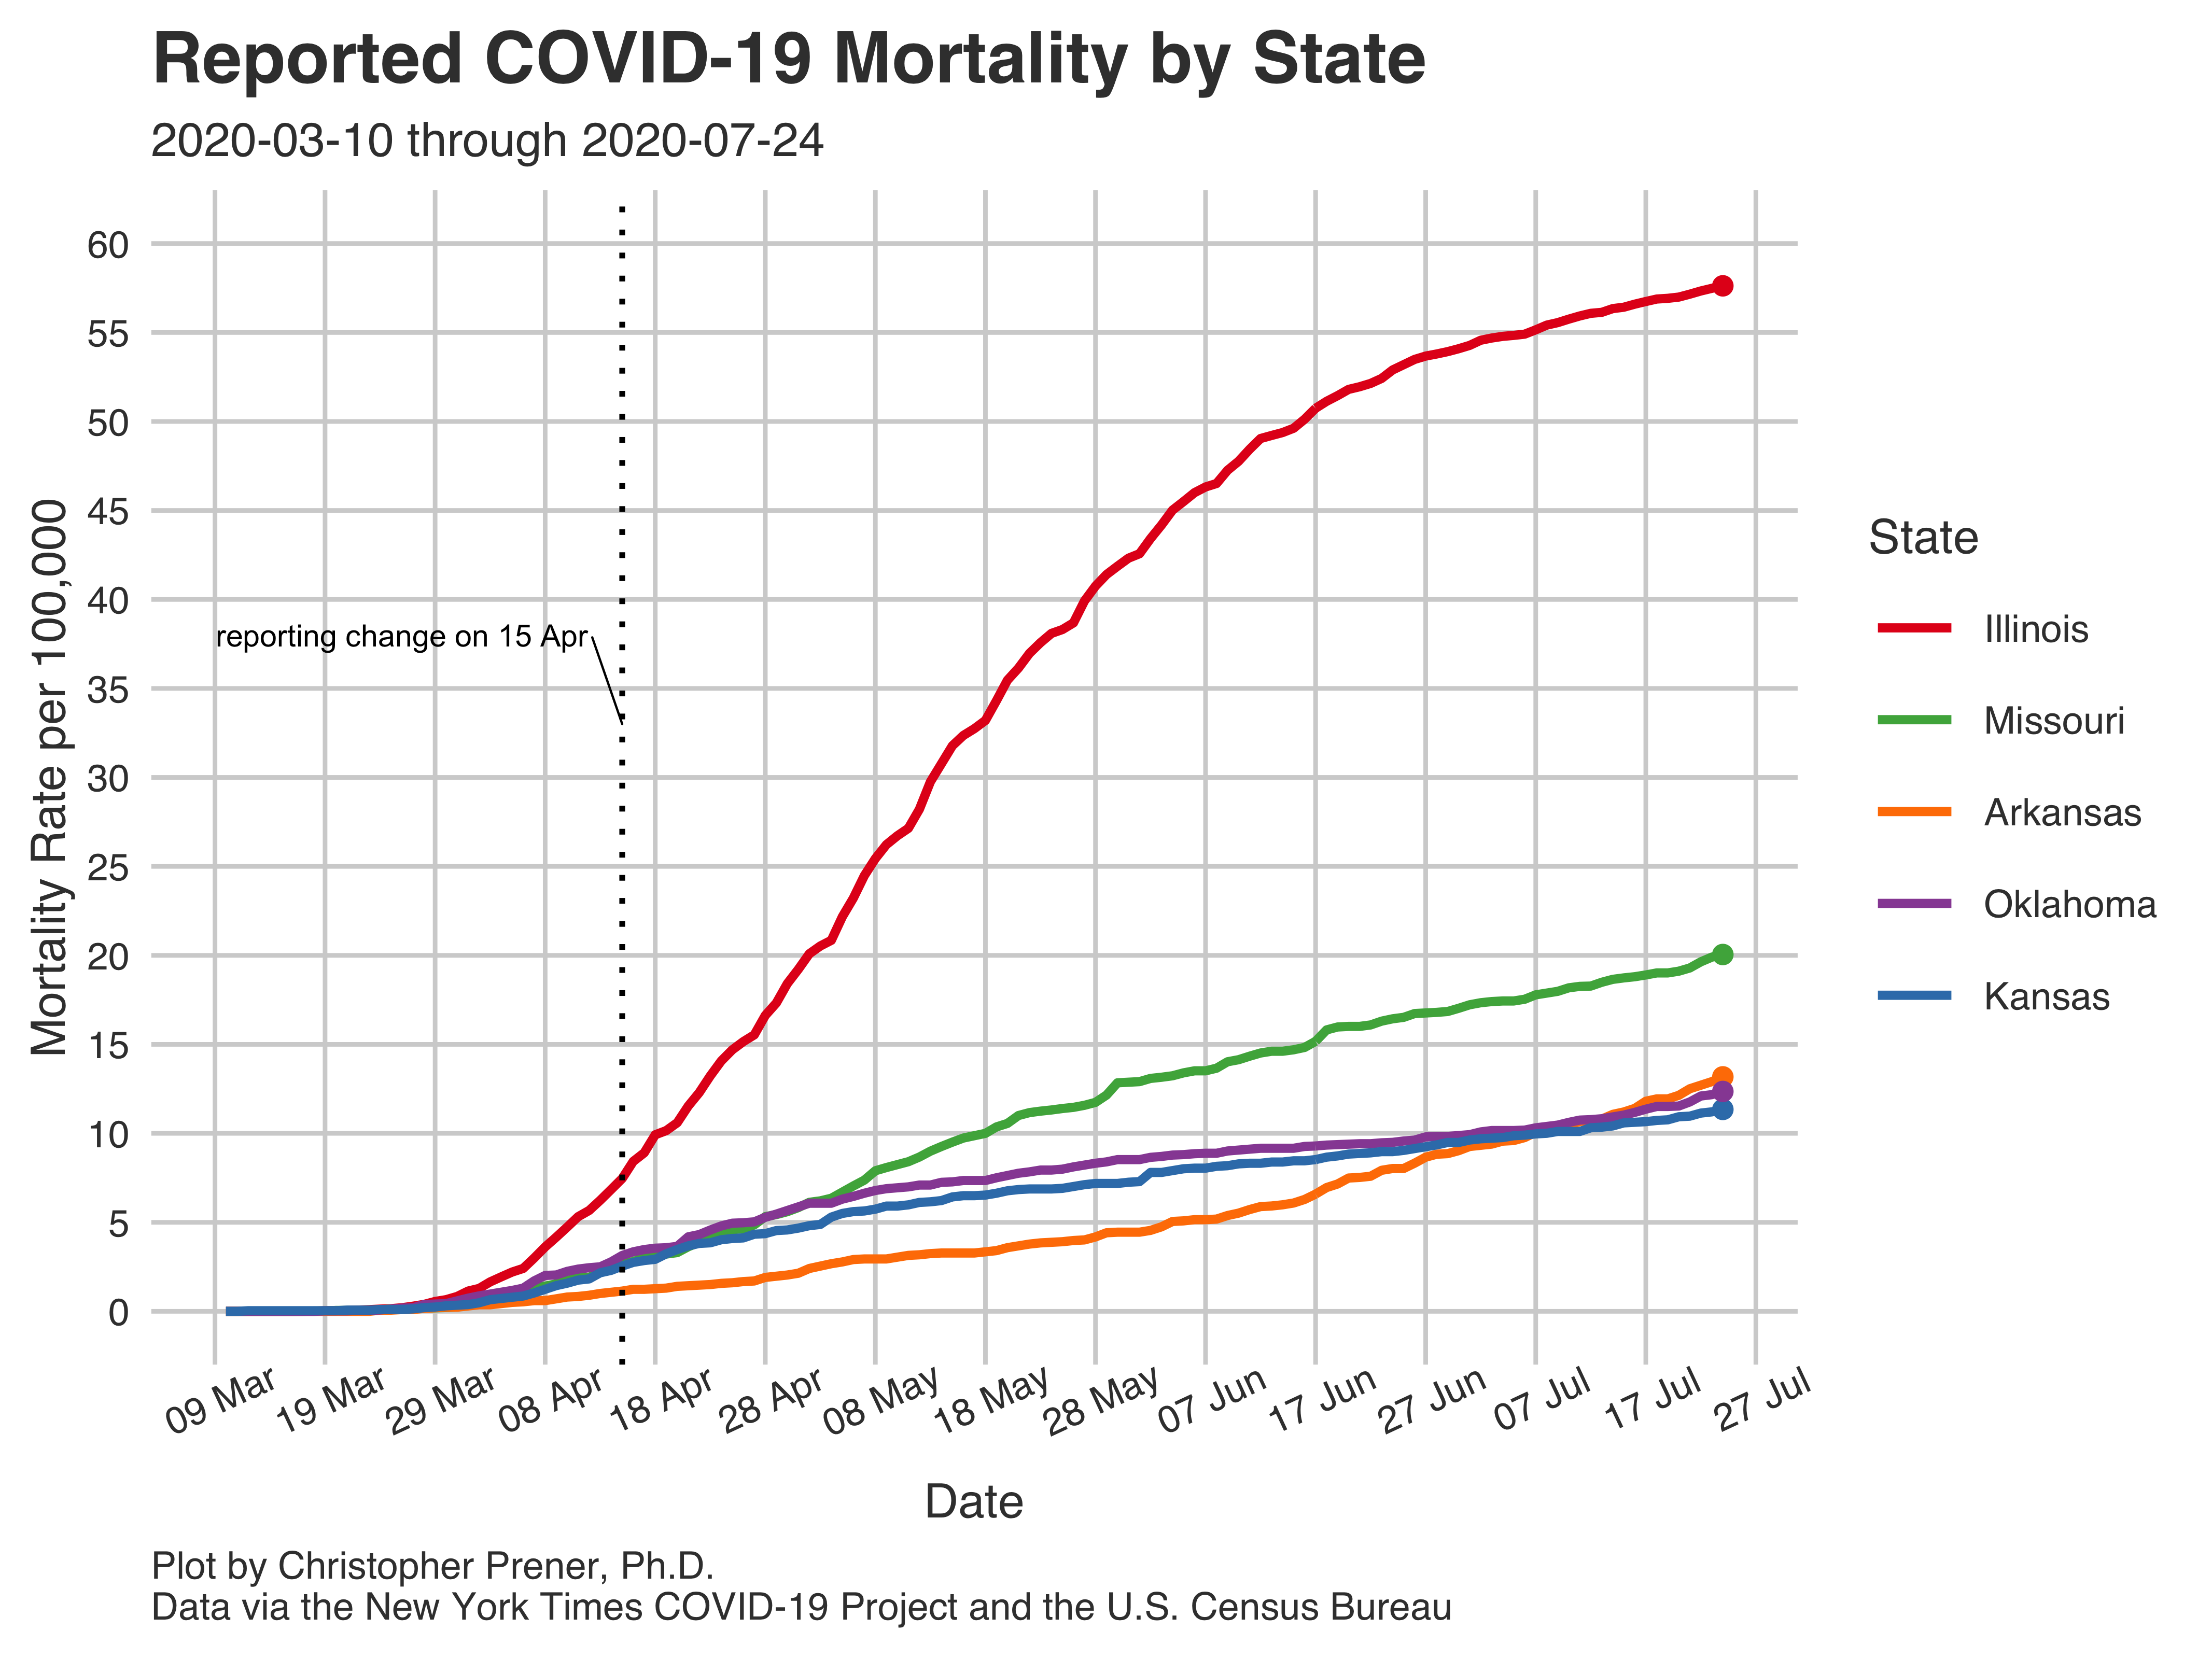 Reported COVID-19 Mortality by State
2020-03-10 through 2020-07-24
Mortality Rate per 100,000
60
55
50
45
40
35
30
25
20
15
10
5
0
reporting change on 15 Apr
09 Mar
19 Mar
29 Mar
08 Apr
18 Apr
28 Apr
08 May
18 May
28 May
07 Jun
17 Jun
27 Jun
07 Jul
17 Jul
27 Jul
Date
State
Illinois
Missouri
Arkansas
Oklahoma
Kansas
Plot by Christopher Prener, Ph.D.
Data via the New York Times COVID-19 Project and the U.S. Census Bureau